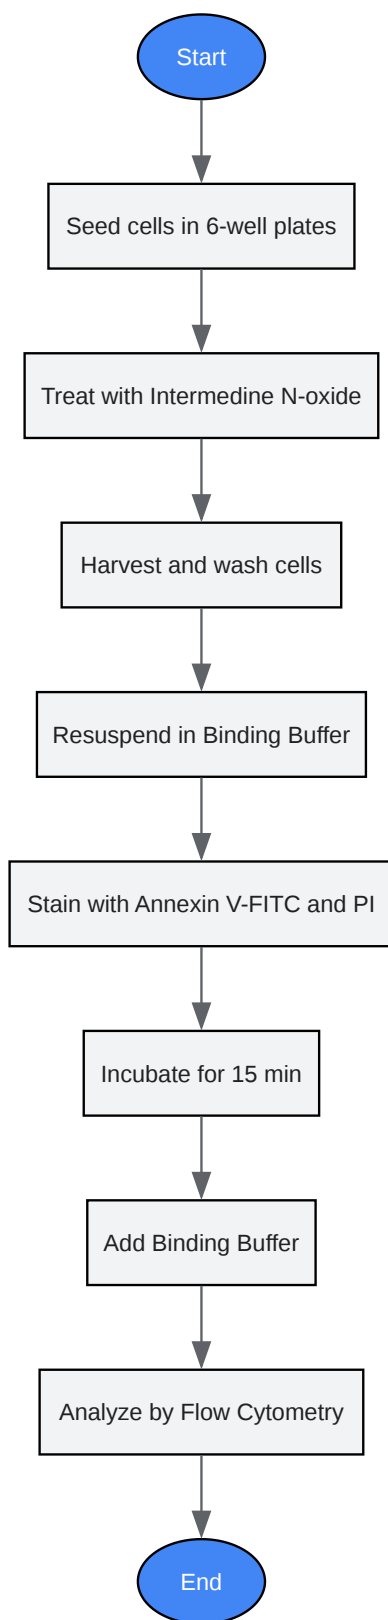 Start
Seed cells in 6-well plates
Treat with Intermedine N-oxide
Harvest and wash cells
Resuspend in Binding Buffer
Stain with Annexin V-FITC and PI
Incubate for 15 min
Add Binding Buffer
Analyze by Flow Cytometry
End